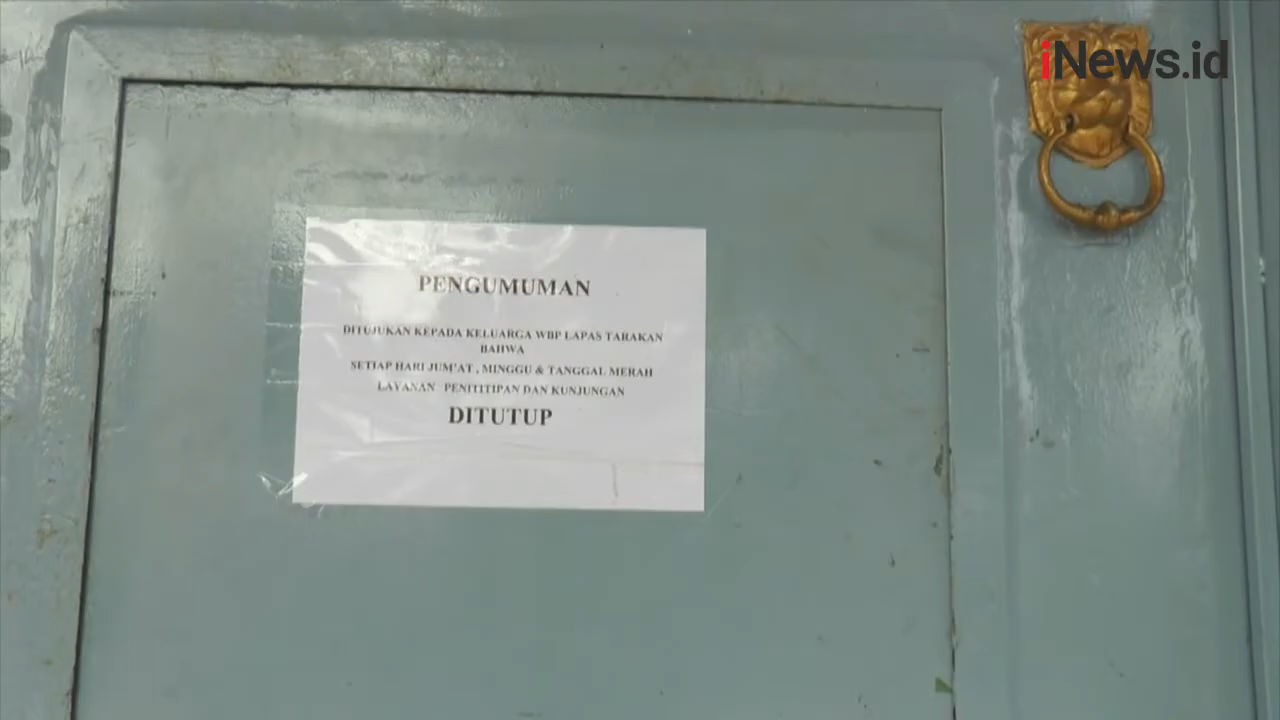 iNews.id
PENGUMUMAN
DITUJUKAN KEPADA KELUARGA WBP LAPAS TARAKAN
BAHWA
SETIAP HARI JUM'AT , MINGGU & TANGGAL MERAH
LAYANAN PENITITIPAN DAN KUNJUNGAN
DITUTUP